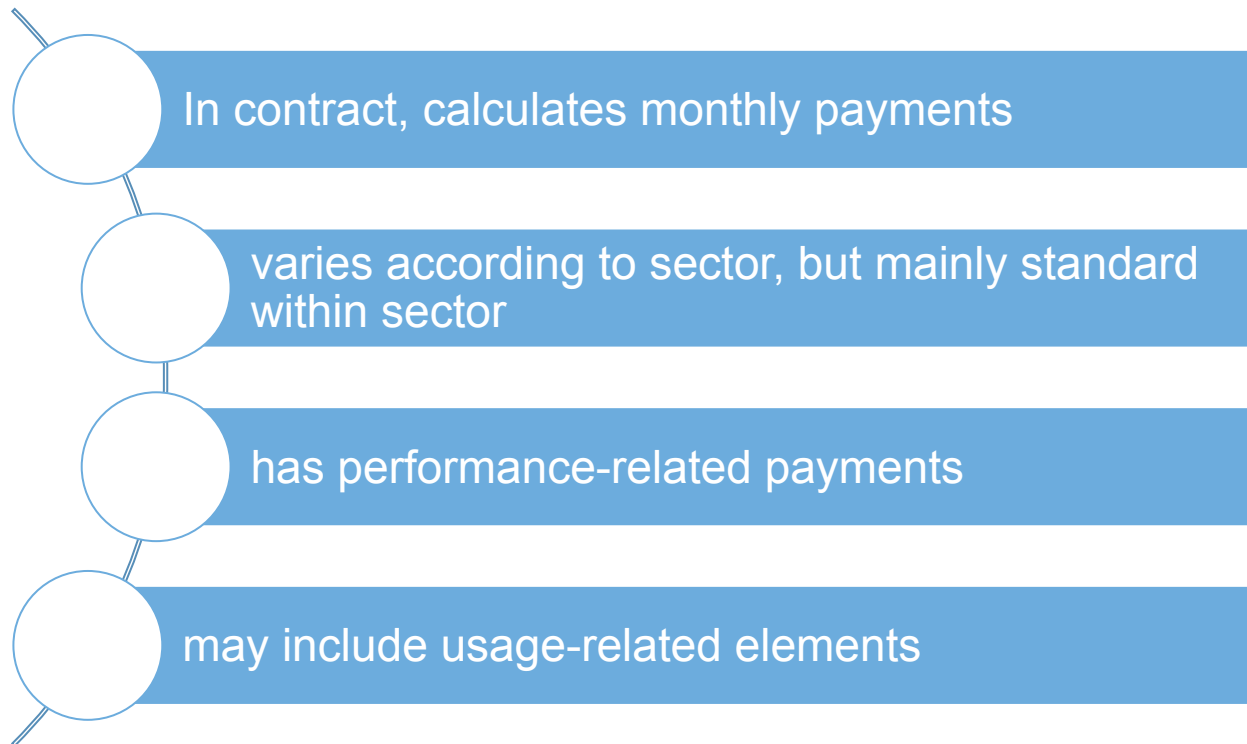 In contract, calculates monthly payments
varies according to sector, but mainly standard
within sector
has performance-related payments
may include usage-related elements